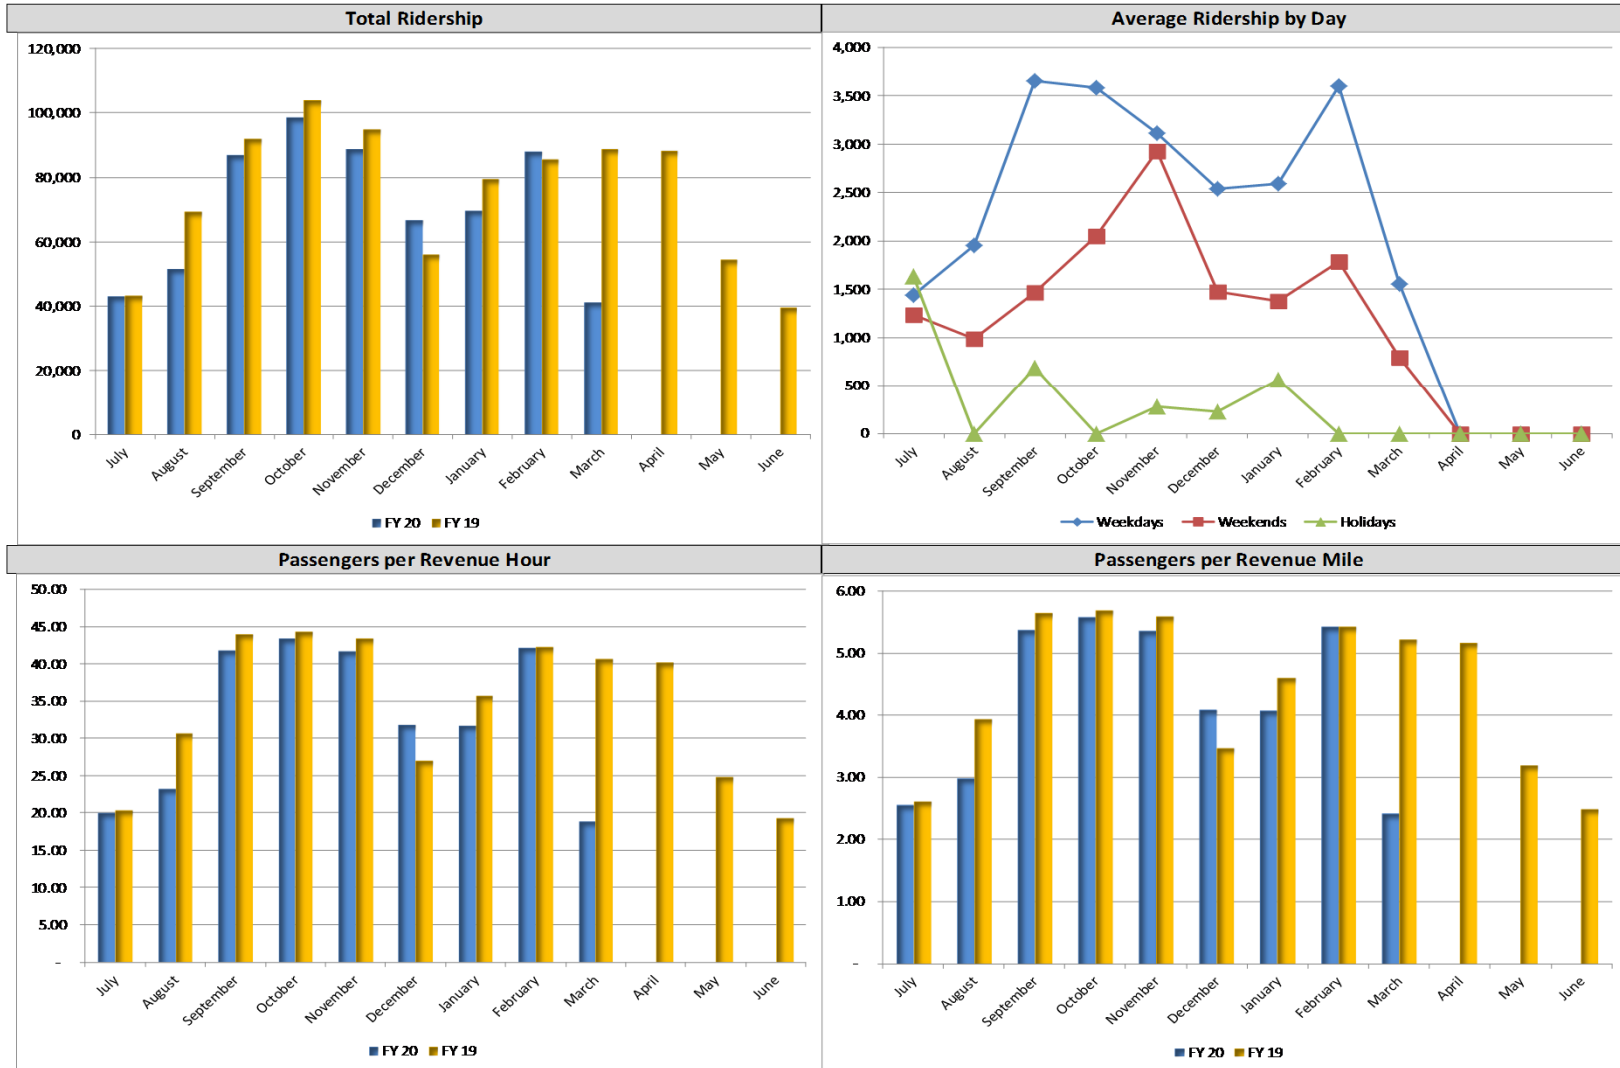 Total Ridership
120,000
100,000
80,000
60,000
40,000
20,000
0
July
August
September
October
November
December
January
February
March
April
May
June
FY 20
FY 19
Average Ridership by Day
4,000
3,500
3,000
2,500
2,000
1,500
1,000
500
0
July
August
September
October
November
December
January
February
March
April
May
June
Weekdays
Weekends
Holidays
Passengers per Revenue Hour
50.00
45.00
40.00
35.00
30.00
25.00
20.00
15.00
10.00
5.00
-
July
August
September
October
November
December
January
February
March
April
May
June
FY 20
FY 19
Passengers per Revenue Mile
6.00
5.00
4.00
3.00
2.00
1.00
-
July
August
September
October
November
December
January
February
March
April
May
June
FY 20
FY 19